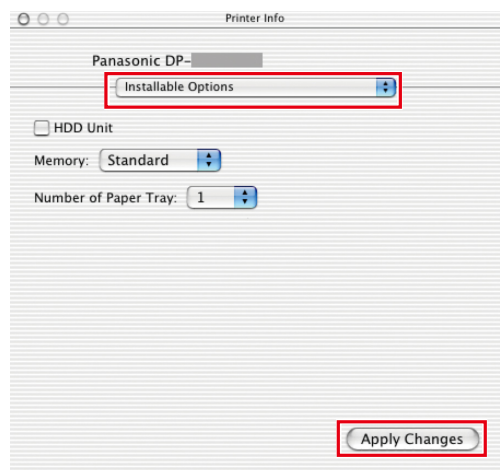 Printer Info
Panasonic DP-
Installable Options
HDD Unit
Memory: Standard
Number of Paper Tray: 1
Apply Changes